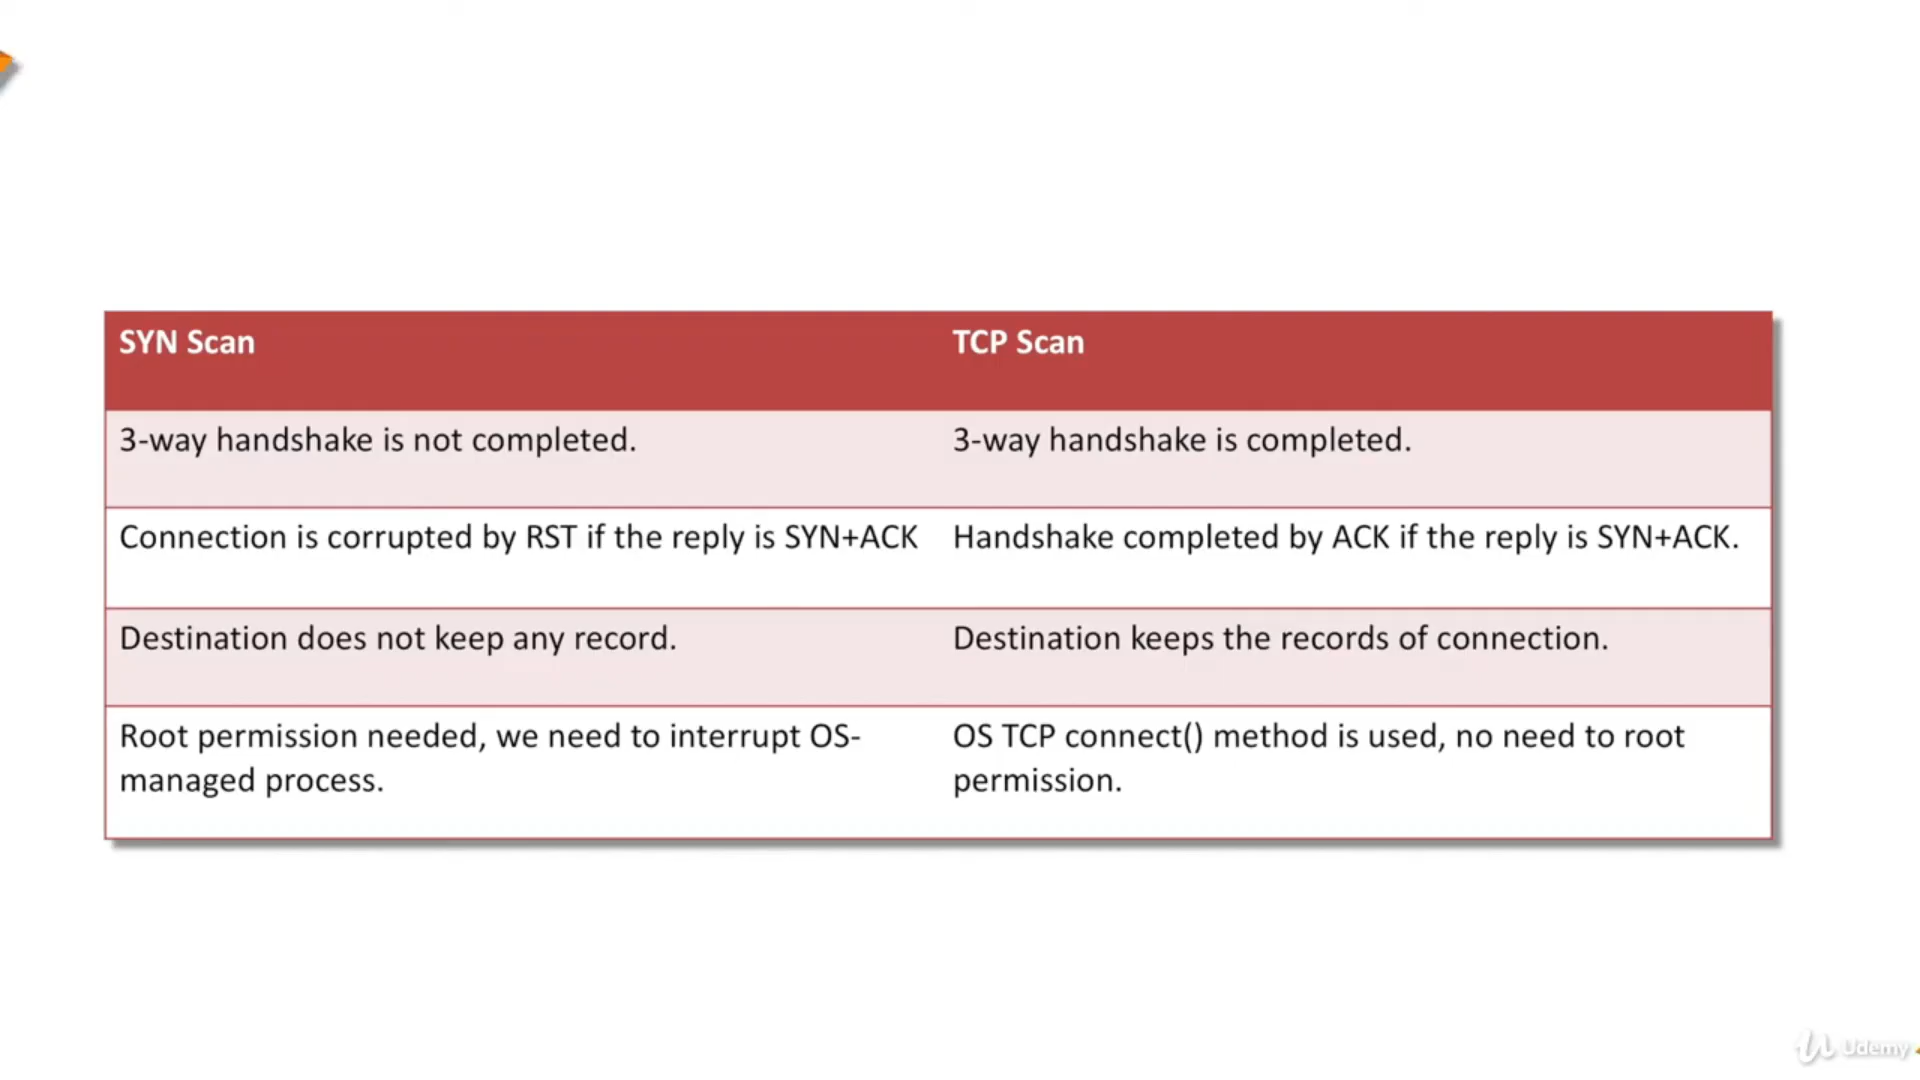 SYN Scan
TCP Scan
3-way handshake is not completed.
3-way handshake is completed.
Connection is corrupted by RST if the reply is SYN+ACK
Handshake completed by ACK if the reply is SYN+ACK.
Destination does not keep any record.
Destination keeps the records of connection.
Root permission needed, we need to interrupt OS-
managed process.
OS TCP connect() method is used, no need to root
permission.
Udemy